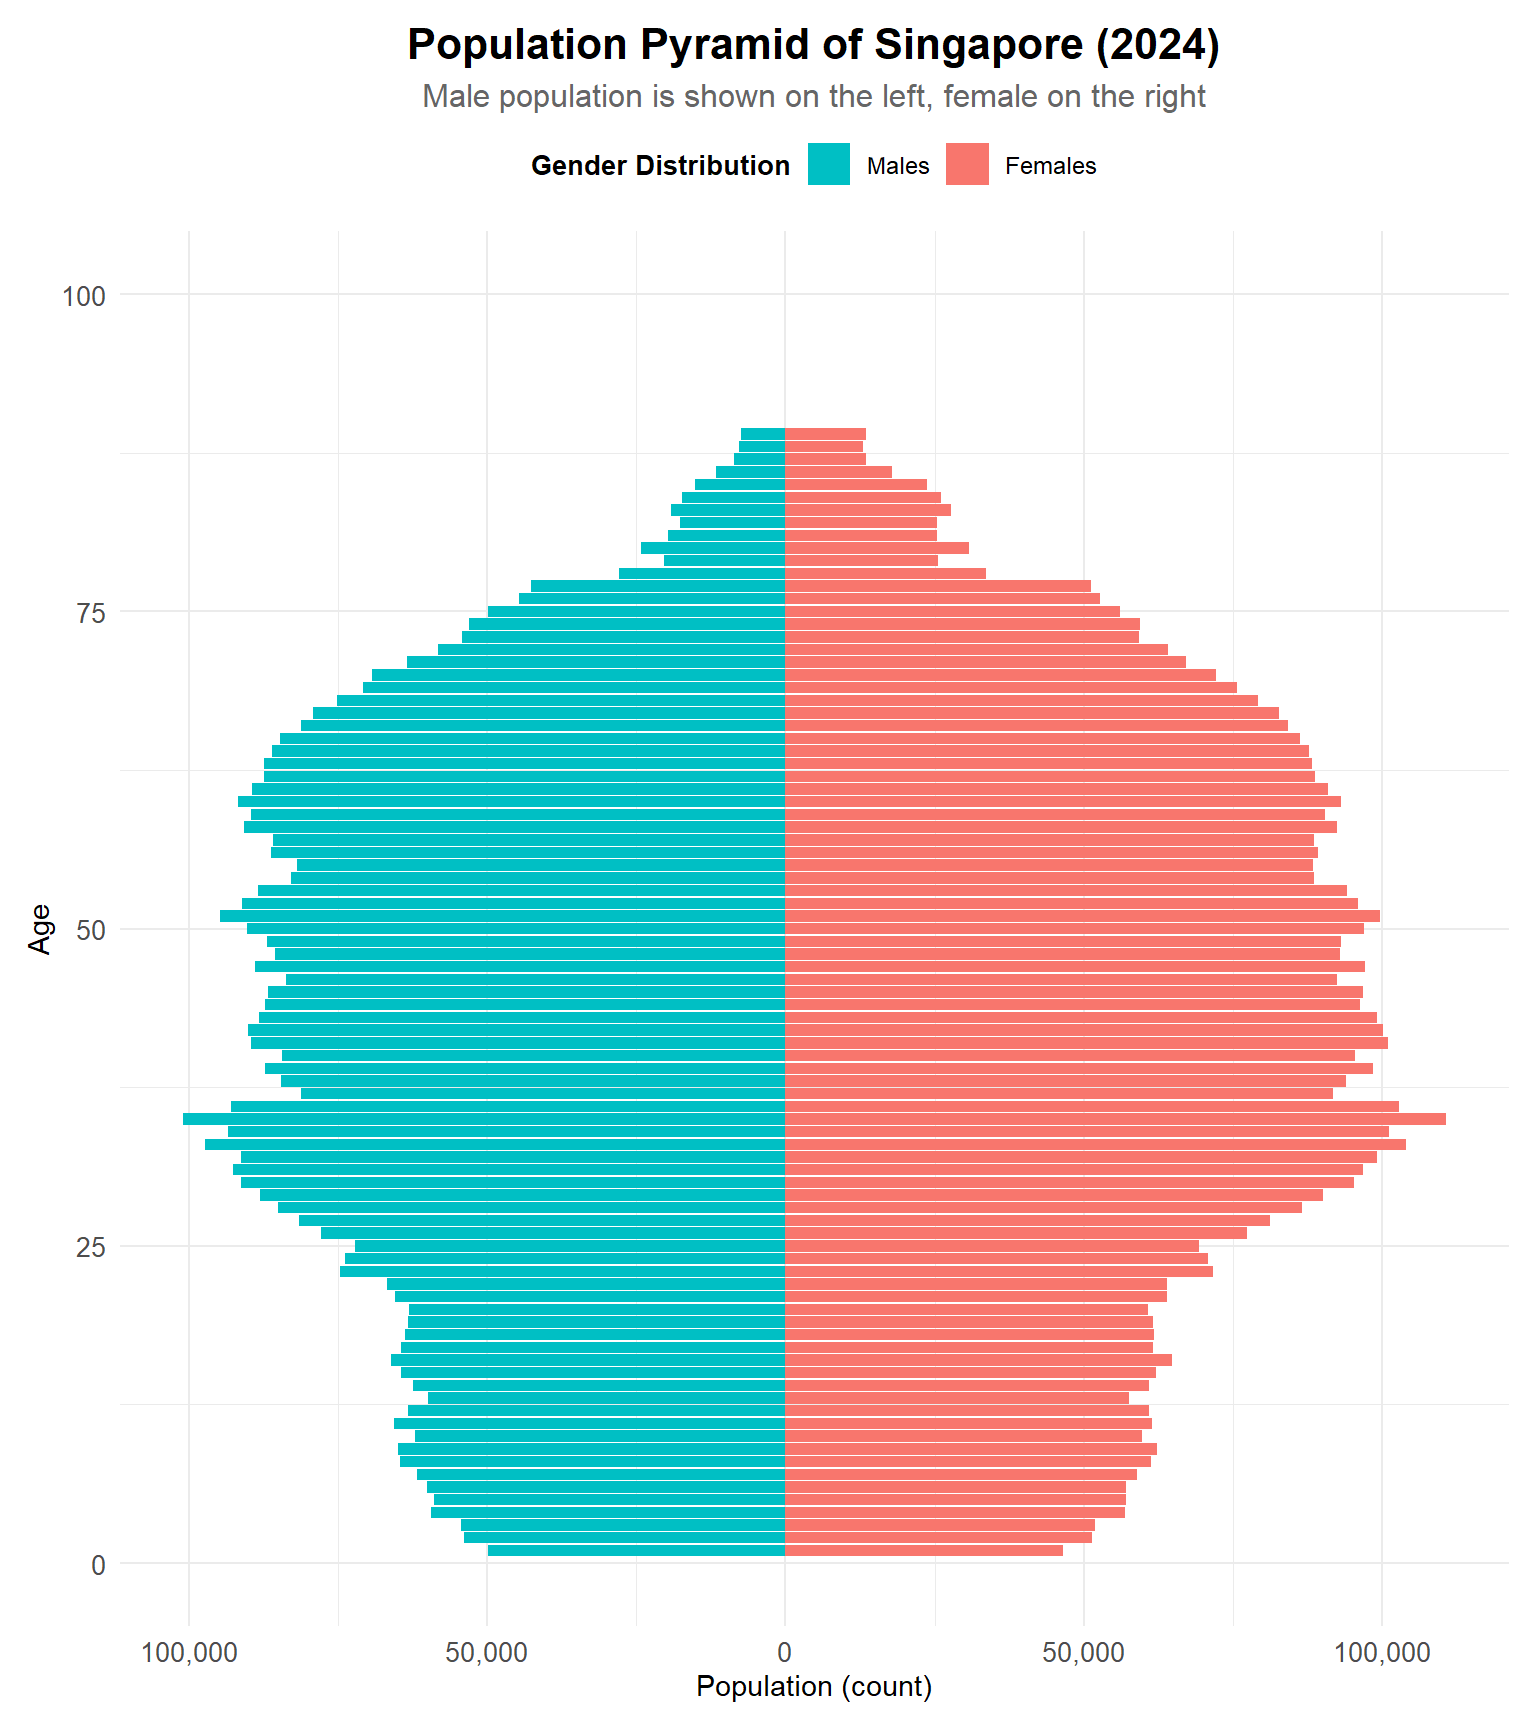 Population Pyramid of Singapore (2024)
Male population is shown on the left, female on the right
Gender Distribution Males Females
100
75
50
25
0
Age
100,000 50,000 0 50,000 100,000
Population (count)